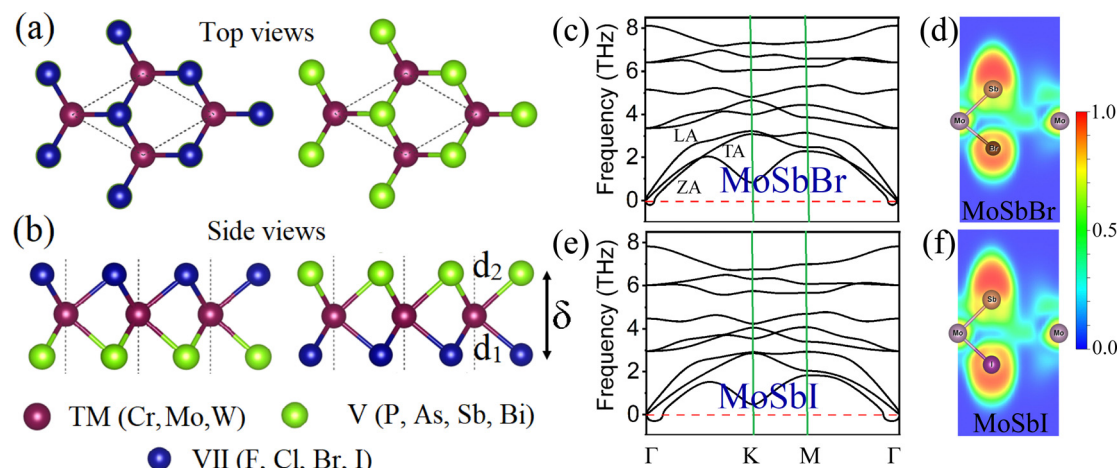 (a)
Top views
(b)
Side views
d2
δ
d1
TM (Cr, Mo, W)
V (P, As, Sb, Bi)
VII (F, Cl, Br, I)
(c)
Frequency (THz)
8
6
4
2
0
LA
TA
ZA
MoSbBr
(d)
Sb
Mo
Mo
Br
MoSbBr
1.0
0.5
0.0
(e)
Frequency (THz)
8
6
4
2
0
MoSbI
Γ
K
M
Γ
(f)
Sb
Mo
Mo
I
MoSbI